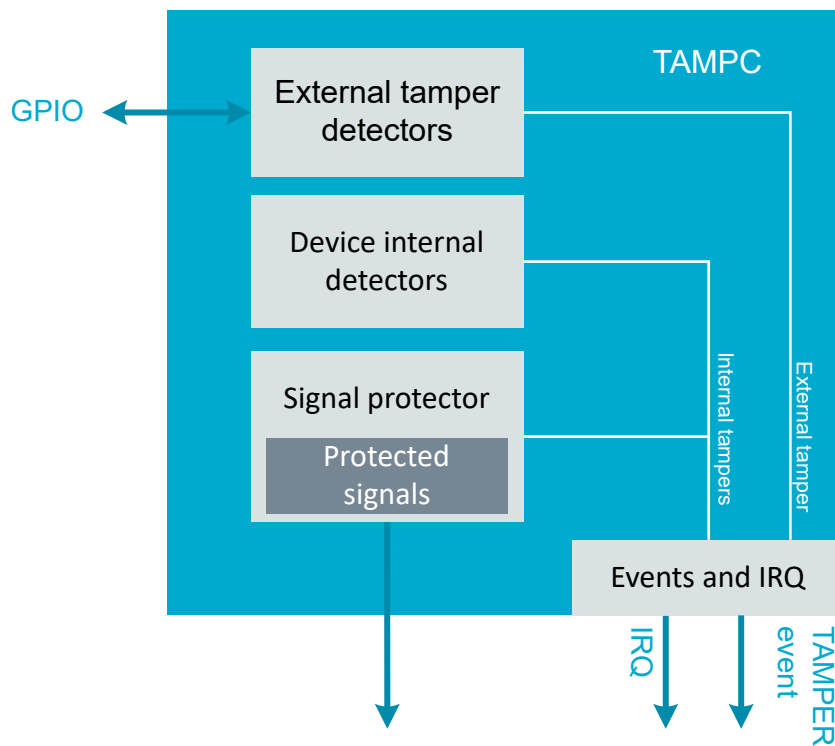 TAMPC
External tamper
detectors
GPIO
Device internal
detectors
Signal protector
Protected
signals
Internal tampers
External tamper
Events and IRQ
IRQ
TAMPER
event